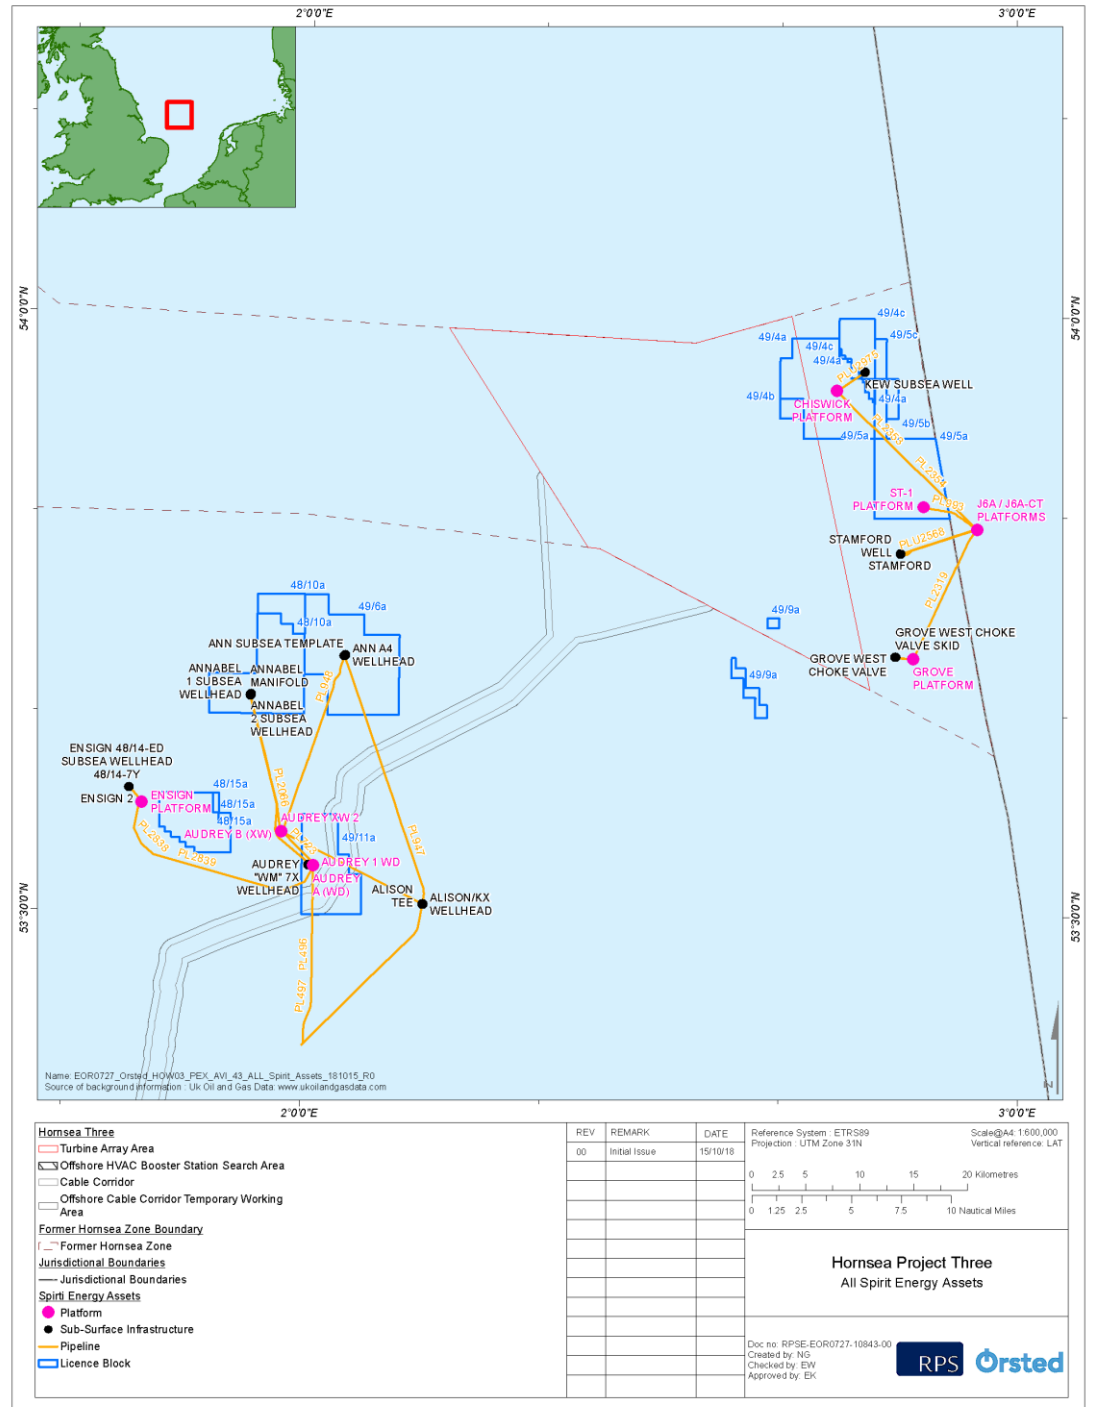 2°0'0"E
3°0'0"E
54°0'0"N
54°0'0"N
49/4c
49/4a
49/4c
49/5c
49/4a
PLU2975
KEW SUBSEA WELL
49/4b
49/4a
CHISWICK
PLATFORM
49/5b
49/5a
49/5a
PL2353
PL2354
ST-1
PLATFORM
PL983
J6A / J6A-CT
PLATFORMS
STAMFORD
WELL
STAMFORD
PLU2568
PL2319
48/10a
49/6a
48/10a
49/9a
ANN SUBSEA TEMPLATE
ANN A4
WELLHEAD
GROVE WEST CHOKE
VALVE SKID
GROVE WEST
CHOKE VALVE
GROVE
PLATFORM
ANNABEL
1 SUBSEA
WELLHEAD
ANNABEL
MANIFOLD
PL948
49/9a
ANNABEL
2 SUBSEA
WELLHEAD
ENSIGN 48/14-ED
SUBSEA WELLHEAD
48/14-7Y
ENSIGN 2
ENSIGN
PLATFORM
48/15a
48/15a
48/15a
PL2066
AUDREY XW 2
AUDREY B (XW)
PL2838
PL2839
PL723
49/11a
PL947
AUDREY
"WM" 7X
WELLHEAD
AUDREY 1 WD
AUDREY
A (WD)
ALISON
TEE
ALISON/KX
WELLHEAD
53°30'0"N
53°30'0"N
PL496
PL497
Name: EOR0727_Orsted_HOW03_PEX_AVI_43_ALL_Spirit_Assets_181015_R0
Source of background information : Uk Oil and Gas Data: www.ukoilandgasdata.com
N
2°0'0"E
3°0'0"E
Hornsea Three
Turbine Array Area
Offshore HVAC Booster Station Search Area
Cable Corridor
Offshore Cable Corridor Temporary Working
Area
Former Hornsea Zone Boundary
Former Hornsea Zone
Jurisdictional Boundaries
Jurisdictional Boundaries
Spirti Energy Assets
Platform
Sub-Surface Infrastructure
Pipeline
Licence Block
REV REMARK DATE
00 Initial Issue 15/10/18
Reference System : ETRS89 Scale@A4: 1:600,000
Projection : UTM Zone 31N Vertical reference: LAT
0 2.5 5 10 15 20 Kilometres
0 1.25 2.5 5 7.5 10 Nautical Miles
Hornsea Project Three
All Spirit Energy Assets
Doc no: RPSE-EOR0727-10843-00
Created by: NG
Checked by: EW
Approved by: EK
RPS
Ørsted